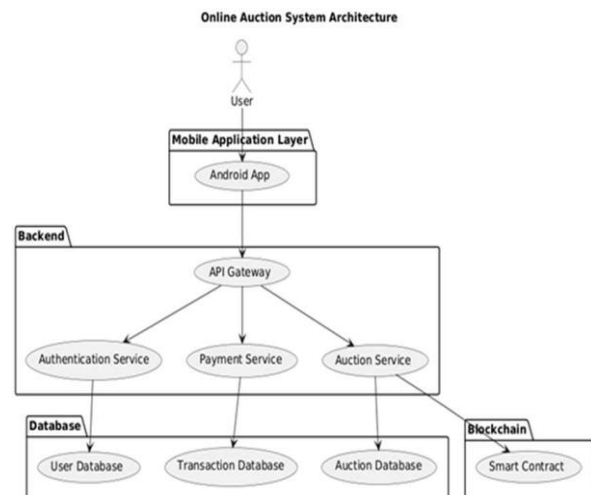 Online Auction System Architecture
User
Mobile Application Layer
Android App
Backend
API Gateway
Authentication Service
Payment Service
Auction Service
Database
Blockchain
User Database
Transaction Database
Auction Database
Smart Contract